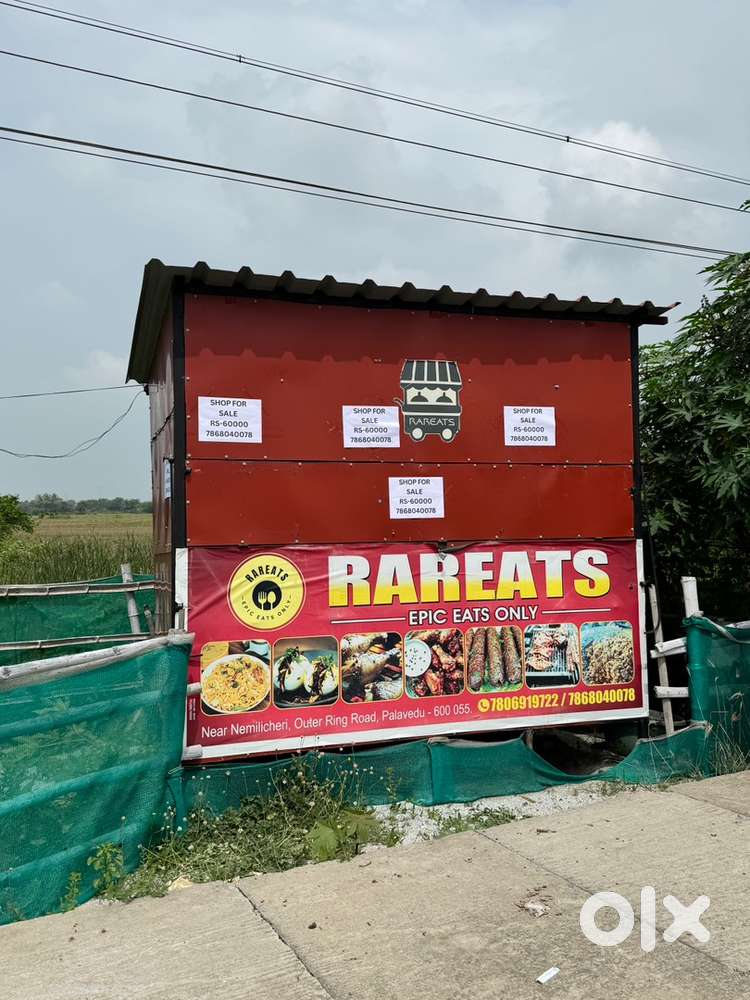 SHOP FOR
SALE
RS-60000
7868040078
SHOP FOR
SALE
RS-60000
7868040078
RAREATS
SHOP FOR
SALE
RS-60000
7868040078
SHOP FOR
SALE
RS-60000
7868040078
RAREATS
EPIC EATS ONLY
RAREATS
EPIC EATS ONLY
7806919722 / 7868040078
Near Nemilicheri, Outer Ring Road, Palavedu - 600 055.
olx